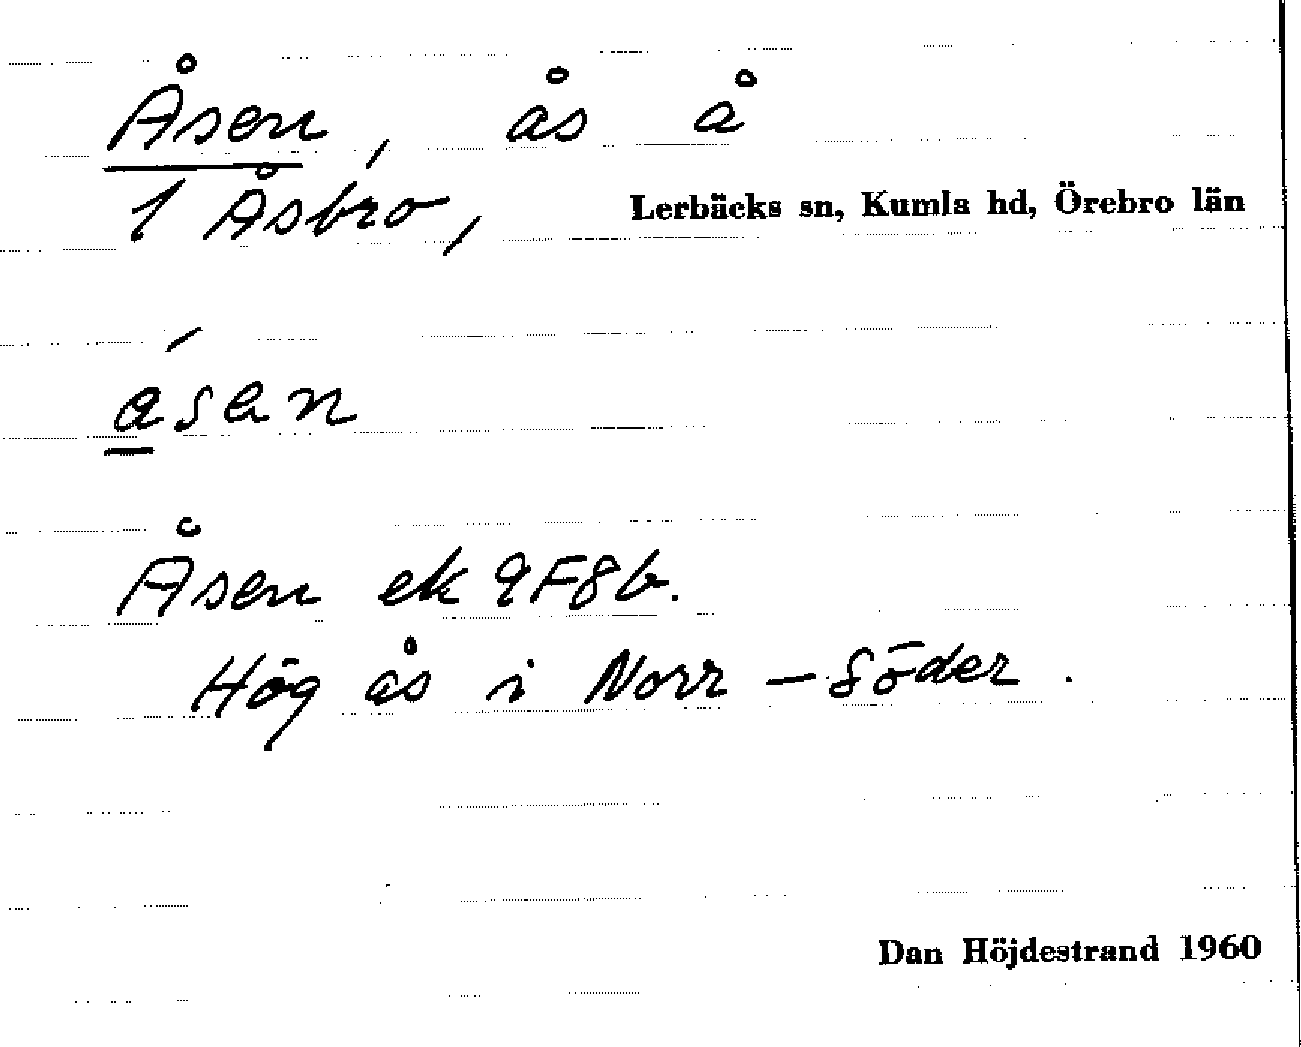 Åsen, ås å
1 Åsbro, Lerbäcks sn, Kumla hd, Örebro län
ásen
Åsen ek 9F8b.
Hög ås i Norr – Söder.
Dan Höjdestrand 1960